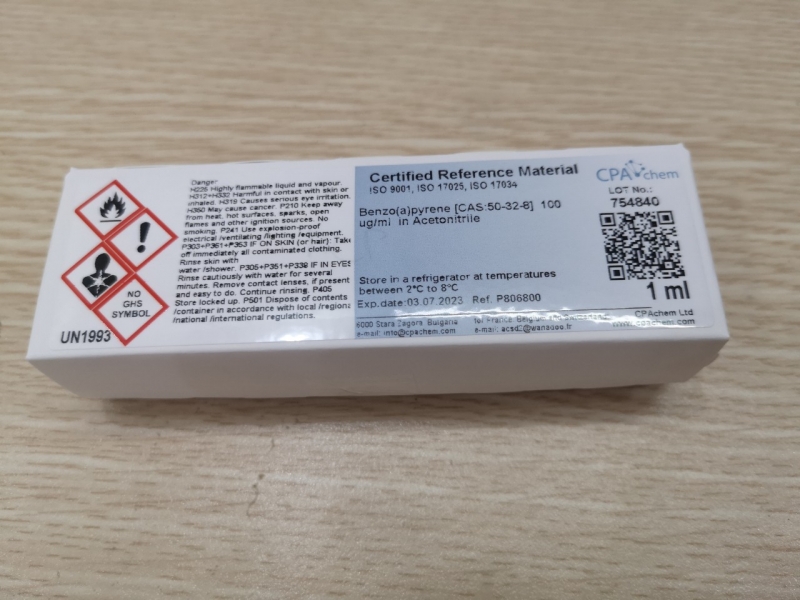 Danger
H225 Highly flammable liquid and vapour.
H312+H332 Harmful in contact with skin or
inhaled. H319 Causes serious eye irritation.
H350 May cause cancer. P210 Keep away
from heat, hot surfaces, sparks, open
flames and other ignition sources. No
smoking. P241 Use explosion-proof
electrical /ventilating /lighting /equipment.
P303+P361+P353 IF ON SKIN (or hair): Take
off immediately all contaminated clothing.
Rinse skin with
water /shower. P305+P351+P338 IF IN EYES
Rinse cautiously with water for several
minutes. Remove contact lenses, if present
and easy to do. Continue rinsing. P405
Store locked up. P501 Dispose of contents
/container in accordance with local /regiona
/national /international regulations.
NO
GHS
SYMBOL
UN1993
Certified Reference Material
ISO 9001, ISO 17025, ISO 17034
Benzo(a)pyrene [CAS:50-32-8] 100
ug/ml in Acetonitrile
Store in a refrigerator at temperatures
between 2°C to 8°C
Exp.date:03.07.2023 Ref. P806800
6000 Stara Zagora, Bulgaria
e-mail: info@cpachem.com
for France, Belgium and
e-mail:
CPAchem
LOT No.:
754840
1 ml
CPAchem Ltd
www.cpachem.com